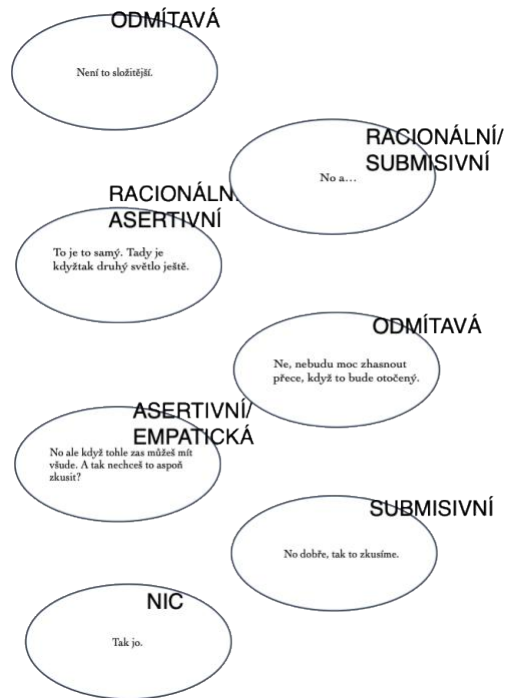 ODMÍTAVÁ
Není to složitější.
RACIONÁLNÍ/
SUBMISIVNÍ
No a…
RACIONÁLN
ASERTIVNÍ
To je to samý. Tady je
kdyžtak druhý světlo ještě.
ODMÍTAVÁ
Ne, nebudu moc zhasnout
přece, když to bude otočený.
ASERTIVNÍ/
EMPATICKÁ
No ale když tohle zas můžeš mít
všude. A tak nechceš to aspoň
zkusit?
SUBMISIVNÍ
No dobře, tak to zkusíme.
NIC
Tak jo.